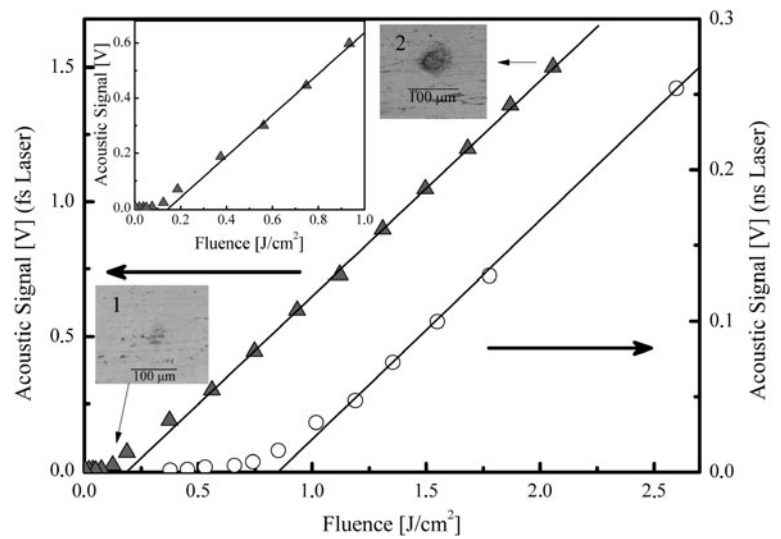 0.3
0.6
Acoustic Signal [V]
0.4
0.2
0.0
0.0 0.2 0.4 0.6 0.8 1.0
Fluence [J/cm²]
2
100 μm
1.5
1.0
0.5
0.0
Acoustic Signal [V] (fs Laser)
1
100 μm
0.2
0.1
0.0
Acoustic Signal [V] (ns Laser)
0.0 0.5 1.0 1.5 2.0 2.5
Fluence [J/cm²]